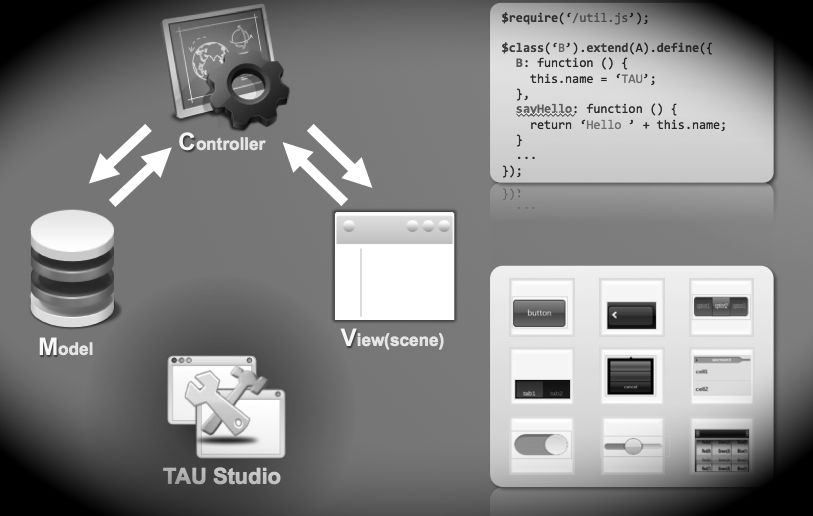 Controller
Model
View(scene)
TAU Studio
$require(‘/util.js’);
$class(‘B’).extend(A).define({
B: function () {
this.name = ‘TAU’;
},
sayHello: function () {
return ‘Hello ’ + this.name;
}
...
});
});
...
button
tab1 tab2
cancel
cell1
cell2